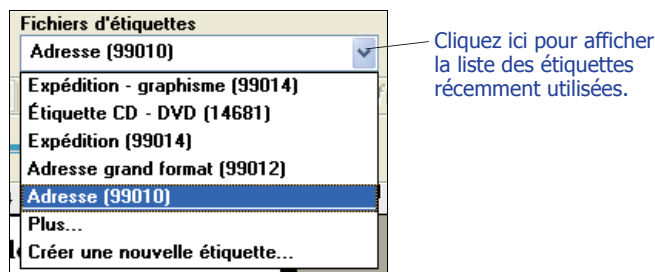 Fichiers d'étiquettes
Adresse (99010)
Expédition - graphisme (99014)
Étiquette CD - DVD (14681)
Expédition (99014)
Adresse grand format (99012)
Adresse (99010)
Plus...
Créer une nouvelle étiquette...
Cliquez ici pour afficher
la liste des étiquettes
récemment utilisées.